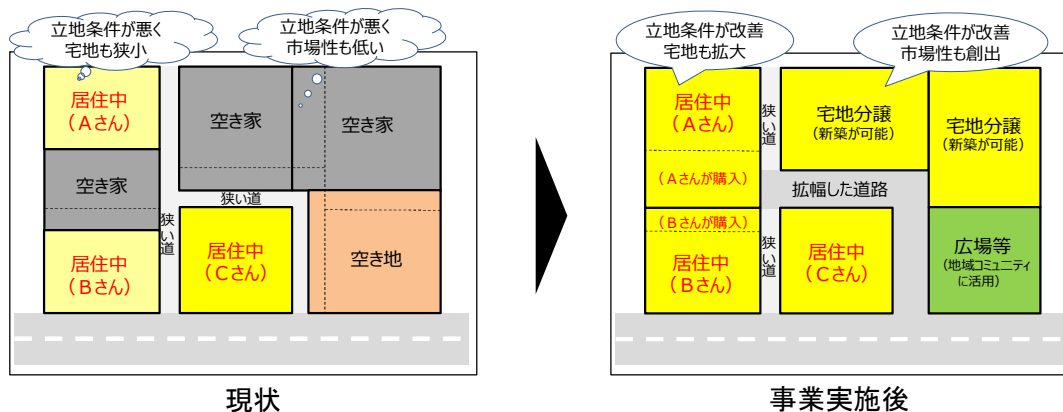 立地条件が悪く
宅地も狭小
立地条件が悪く
市場性も低い
居住中
（Aさん）
空き家
空き家
空き家
狭い道
狭い道
居住中
（Bさん）
居住中
（Cさん）
空き地
現状
立地条件が改善
宅地も拡大
立地条件が改善
市場性も創出
居住中
（Aさん）
狭い道
宅地分譲
（新築が可能）
宅地分譲
（新築が可能）
（Aさんが購入）
拡幅した道路
（Bさんが購入）
狭い道
居住中
（Bさん）
居住中
（Cさん）
広場等
（地域コミュニティ
に活用）
事業実施後